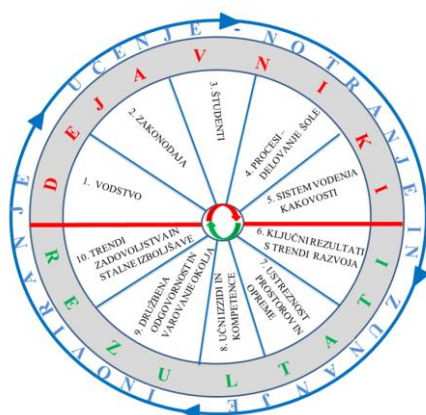 UČENJE - NOTRANJE IN ZUNANJE INOVIRANJE
DEJAVNIKI
1. VODSTVO
2. ZAKONODAJA
3. ŠTUDENTI
4. PROCESI–
DELOVANJE ŠOLE
5. SISTEM VODENJA
KAKOVOSTI
6. KLJUČNI REZULTATI
S TRENDI RAZVOJA
7. USTREZNOST
PROSTOROV IN
OPREME
8. UČNI IZZIDI IN
KOMPETENCE
9. DRUŽBENA
ODGOVORNOST IN
VAROVANJE OKOLJA
10. TRENDI
ZADOVOLJSTVA IN
STALNE IZBOLJŠAVE
REZULTATI